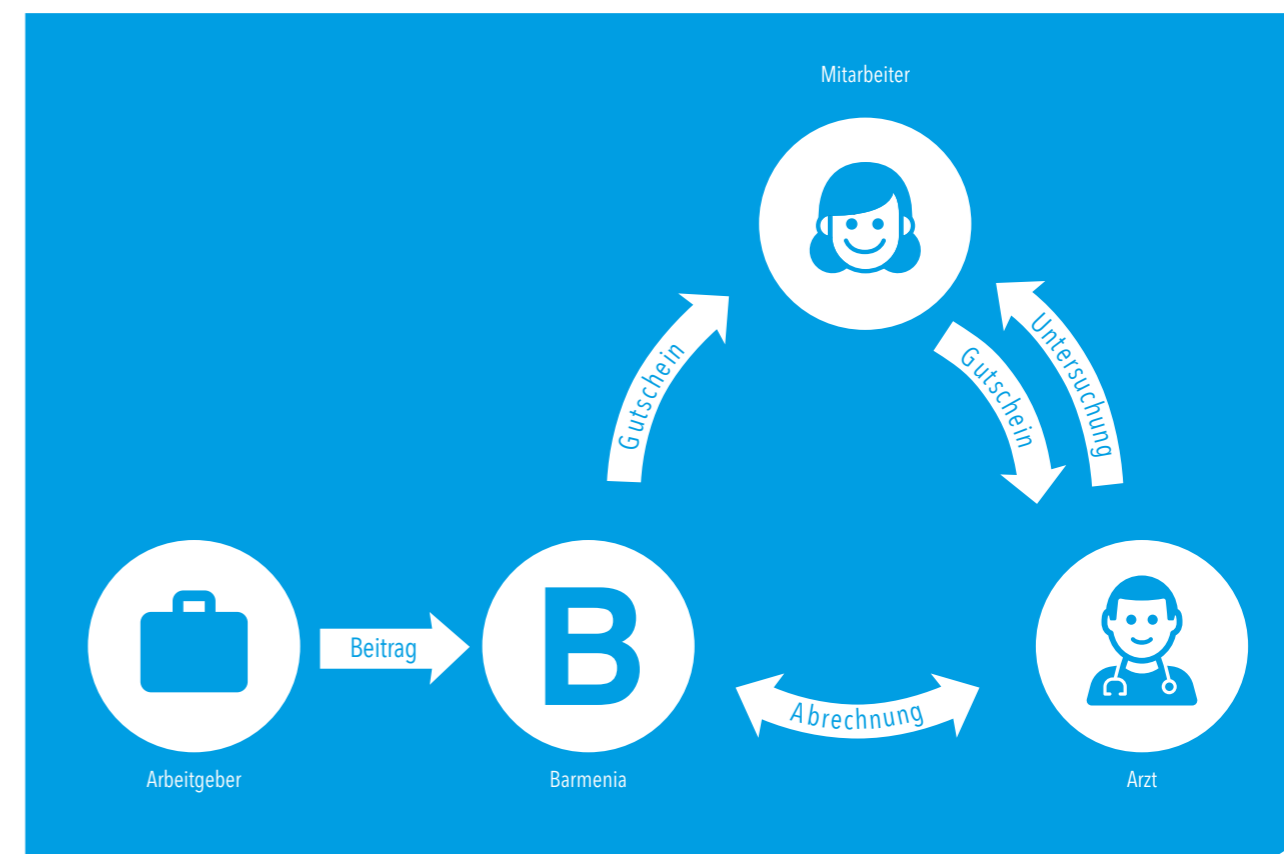 Mitarbeiter
Gutschein
Gutschein
Untersuchung
Beitrag
B
Abrechnung
Arbeitgeber
Barmenia
Arzt